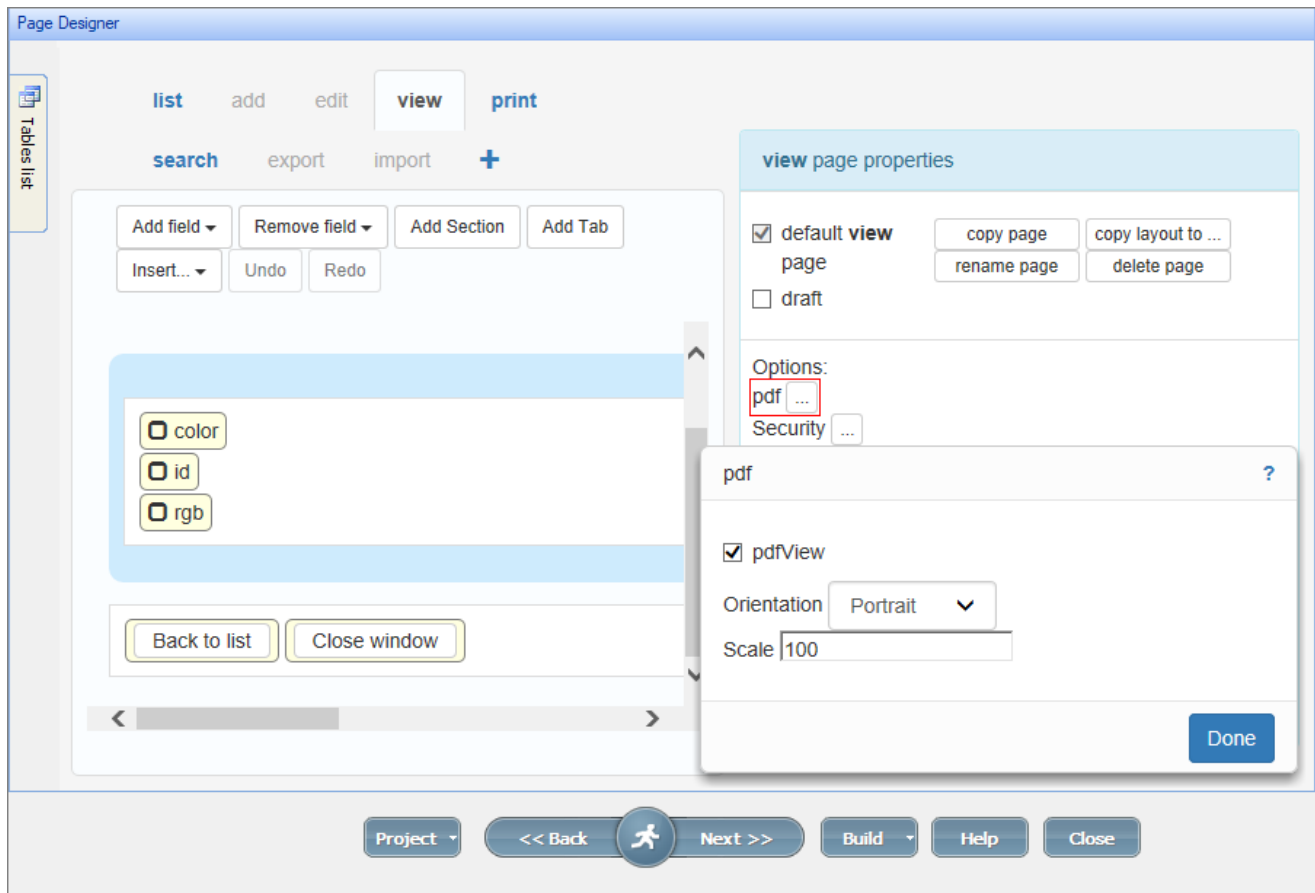 Page Designer
Tables list
list add edit view print
search export import +
Add field Remove field Add Section Add Tab
Insert... Undo Redo
color
id
rgb
Back to list Close window
view page properties
default view copy page copy layout to ...
page rename page delete page
draft
Options:
pdf ...
Security ...
pdf ?
pdfView
Orientation Portrait
Scale 100
Done
Project << Back Next >> Build Help Close